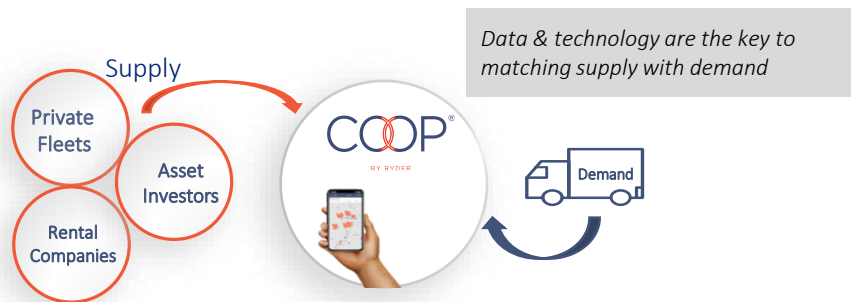 Data & technology are the key to
matching supply with demand
Supply
Private
Fleets
Asset
Investors
Rental
Companies
COOP®
BY RYDER
Demand